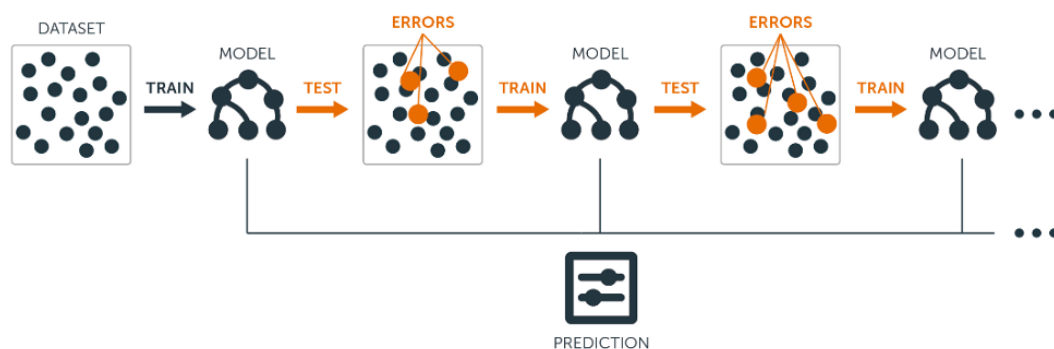 DATASET
MODEL
ERRORS
MODEL
ERRORS
MODEL
TRAIN
TEST
TRAIN
TEST
TRAIN
PREDICTION